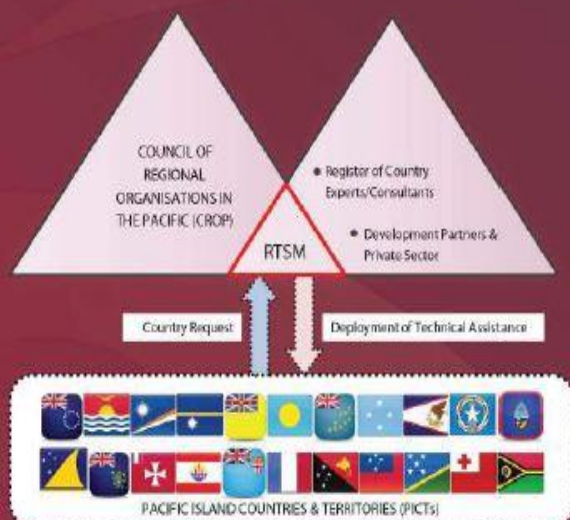 COUNCIL OF
REGIONAL
ORGANISATIONS IN
THE PACIFIC (CROP)
• Register of Country
Experts/Consultants
• Development Partners &
Private Sector
RTSM
Country Request
Deployment of Technical Assistance
PACIFIC ISLAND COUNTRIES & TERRITORIES (PICTs)